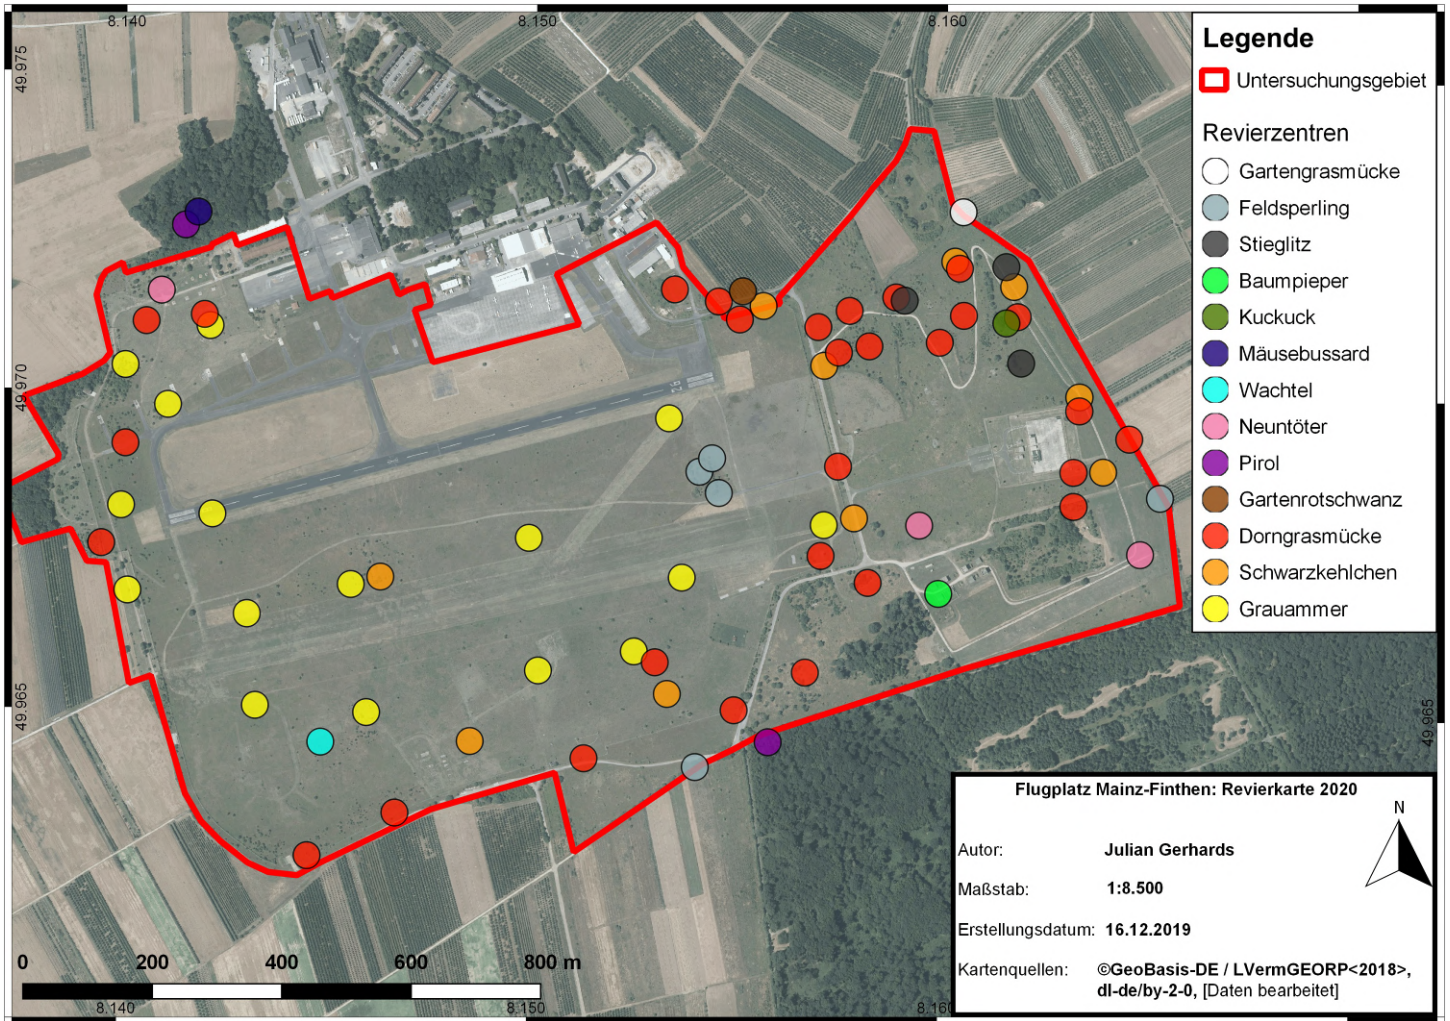 8.140 8.150 8.160
49.975
49.970
49.965
49.965
Legende
Untersuchungsgebiet
Revierzentren
Gartengrasmücke
Feldsperling
Stieglitz
Baumpieper
Kuckuck
Mäusebussard
Wachtel
Neuntöter
Pirol
Gartenrotschwanz
Dorngrasmücke
Schwarzkehlchen
Grauammer
26
Flugplatz Mainz-Finthen: Revierkarte 2020
N
Autor: Julian Gerhards
Maßstab: 1:8.500
Erstellungsdatum: 16.12.2019
Kartenquellen: ©GeoBasis-DE / LVermGEORP<2018>,
dl-de/by-2-0, [Daten bearbeitet]
0 200 400 600 800 m
8.140 8.150 8.160